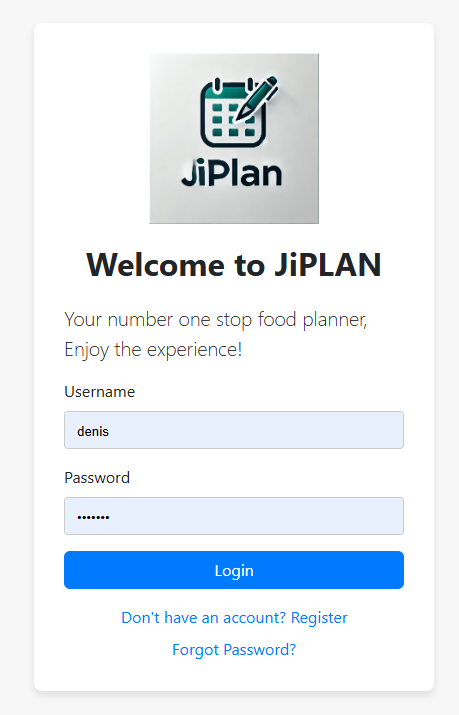 JiPlan
Welcome to JiPLAN
Your number one stop food planner,
Enjoy the experience!
Username
denis
Password
•••••••
Login
Don't have an account? Register
Forgot Password?